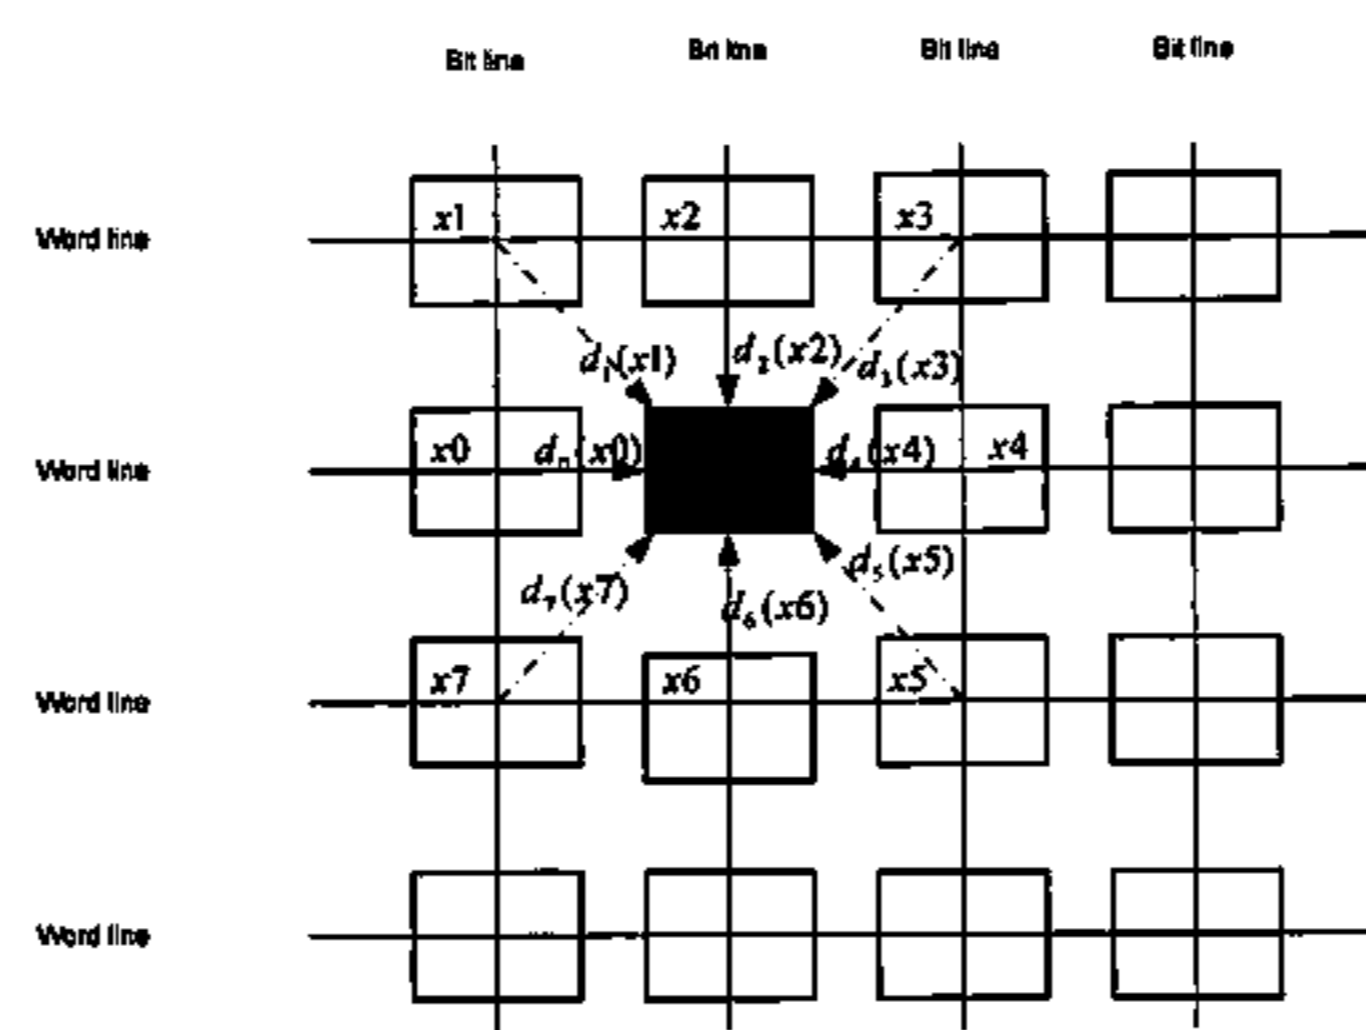 Bit line Bit line Bit line Bit line
Word line x1 x2 x3
d₁(x1) d₂(x2) d₃(x3)
Word line x0 d₀(x0) d₄(x4) x4
d₇(x7) d₆(x6) d₅(x5)
Word line x7 x6 x5
Word line